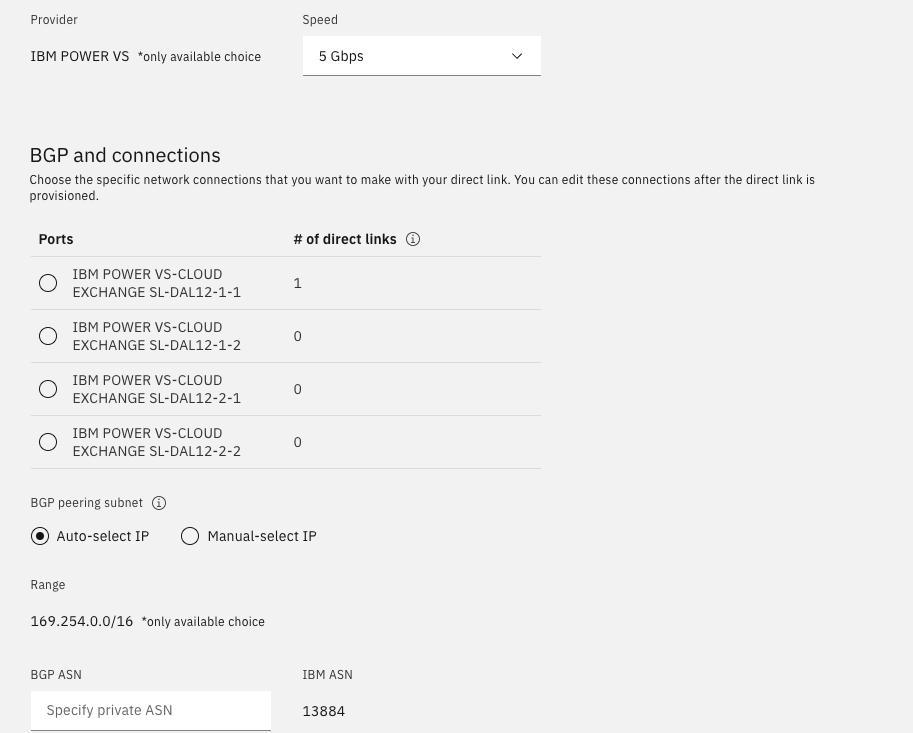 Provider
Speed
IBM POWER VS *only available choice
5 Gbps
BGP and connections
Choose the specific network connections that you want to make with your direct link. You can edit these connections after the direct link is
provisioned.
Ports
# of direct links
IBM POWER VS-CLOUD
EXCHANGE SL-DAL12-1-1
1
IBM POWER VS-CLOUD
EXCHANGE SL-DAL12-1-2
0
IBM POWER VS-CLOUD
EXCHANGE SL-DAL12-2-1
0
IBM POWER VS-CLOUD
EXCHANGE SL-DAL12-2-2
0
BGP peering subnet
Auto-select IP
Manual-select IP
Range
169.254.0.0/16 *only available choice
BGP ASN
IBM ASN
Specify private ASN
13884